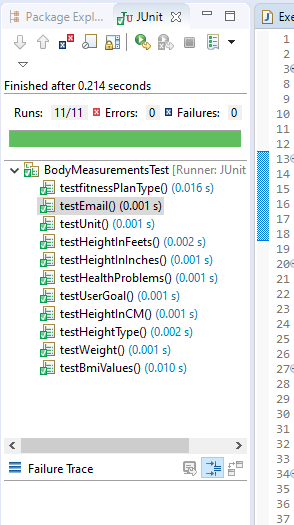 Package Expl... JUnit Exe
Finished after 0.214 seconds
Runs: 11/11 Errors: 0 Failures: 0
BodyMeasurementsTest [Runner: JUnit
testfitnessPlanType() (0.016 s)
testEmail() (0.001 s)
testUnit() (0.001 s)
testHeightInFeets() (0.002 s)
testHeightInInches() (0.001 s)
testHealthProblems() (0.001 s)
testUserGoal() (0.001 s)
testHeightInCM() (0.001 s)
testHeightType() (0.002 s)
testWeight() (0.001 s)
testBmiValues() (0.010 s)
Failure Trace
1
2
3
4
5
6
7
8
9
10
11
12
13
14
15
16
17
18
19
20
21
22
23
24
25
26
27
28
29
30
31
32
33
34
35
36
37